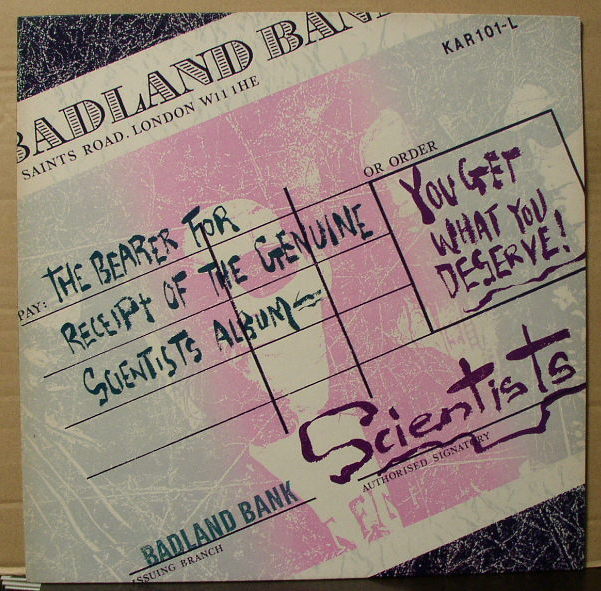 BADLAND BAN
SAINTS ROAD. LONDON W11 1HE
KAR101-L
OR ORDER
PAY: THE BEARER FOR
RECEIPT OF THE GENUINE
SCIENTISTS ALBUM
YOU GET
WHAT YOU
DESERVE!
Scientists
AUTHORISED SIGNATORY
BADLAND BANK
ISSUING BRANCH